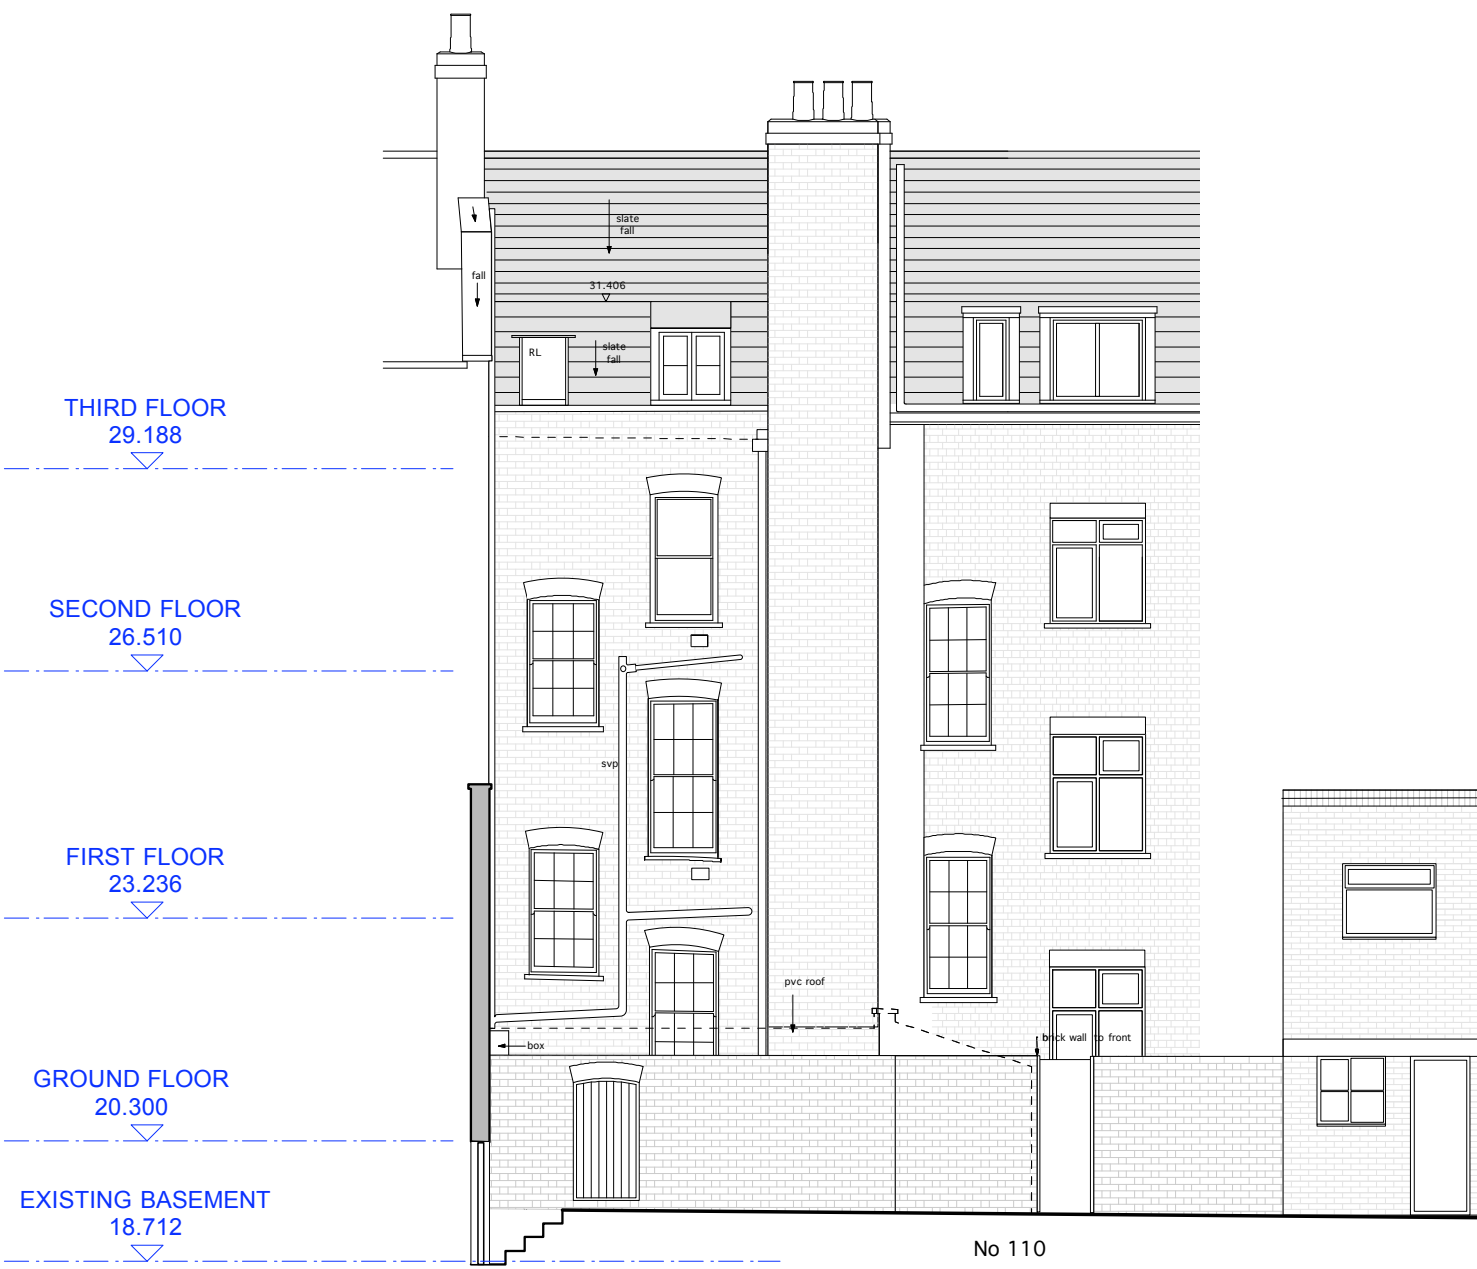 slate
fall
fall
31.406
RL
slate
fall
THIRD FLOOR
29.188
SECOND FLOOR
26.510
svp
FIRST FLOOR
23.236
pvc roof
box
brick wall to front
GROUND FLOOR
20.300
EXISTING BASEMENT
18.712
No 110